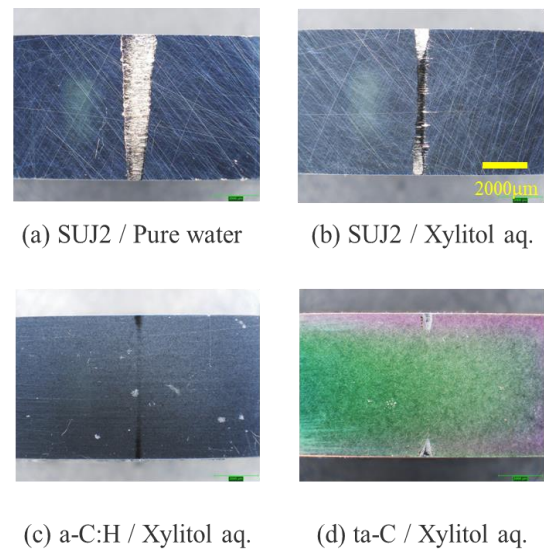 2000μm
(a) SUJ2 / Pure water
(b) SUJ2 / Xylitol aq.
(c) a-C:H / Xylitol aq.
(d) ta-C / Xylitol aq.